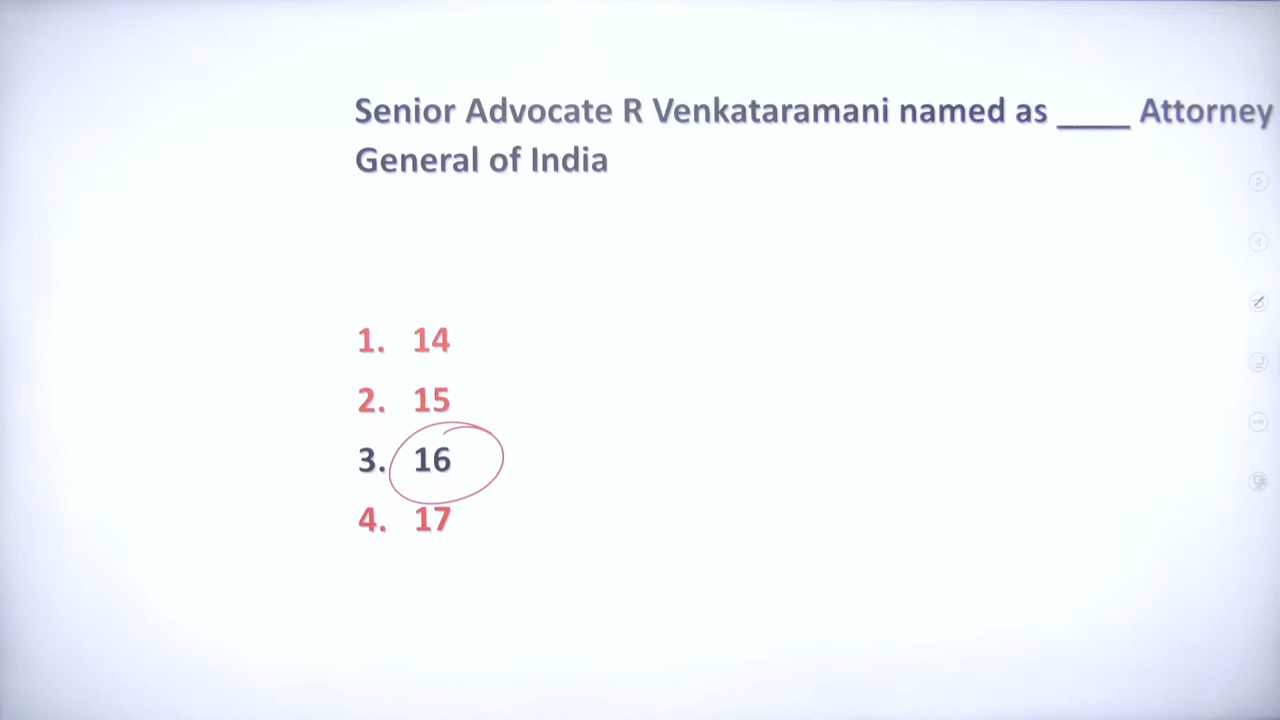 Senior Advocate R Venkataramani named as ____ Attorney
General of India
1. 14
2. 15
3. 16
4. 17